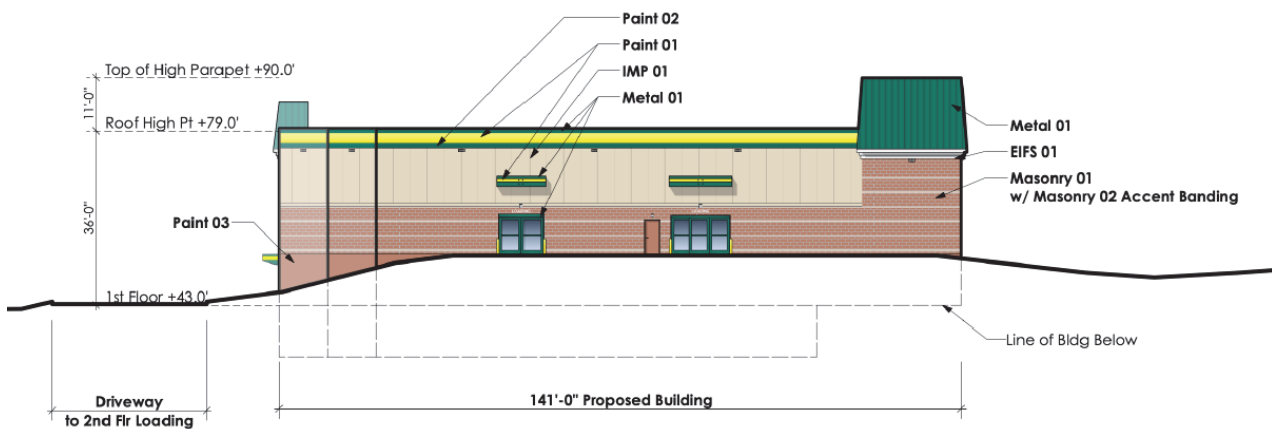 Paint 02
Paint 01
IMP 01
Metal 01
Top of High Parapet +90.0'
11'-0"
Roof High Pt +79.0'
Metal 01
EIFS 01
Masonry 01
w/ Masonry 02 Accent Banding
36'-0"
Paint 03
1st Floor +43.0'
Line of Bldg Below
Driveway
to 2nd Flr Loading
141'-0" Proposed Building